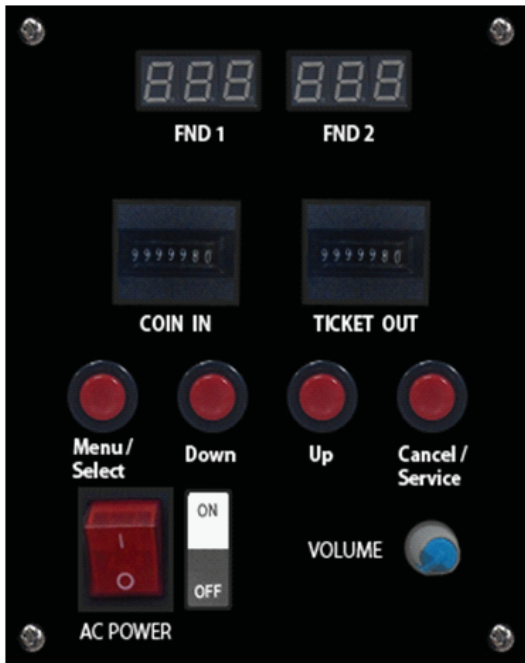 888 888
FND 1 FND 2
9999980 9999980
COIN IN TICKET OUT
Menu /
Select
Down
Up
Cancel /
Service
ON
I
O
OFF
VOLUME
AC POWER